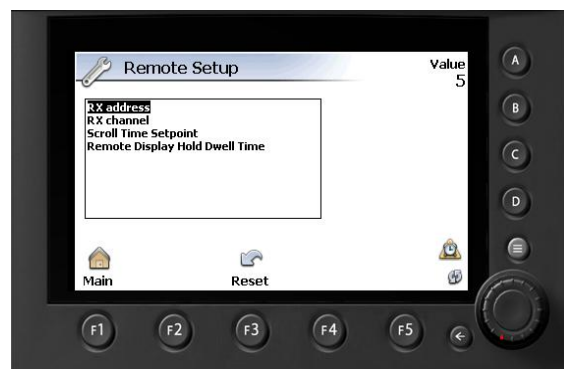 Remote Setup
Value
5
RX address
RX channel
Scroll Time Setpoint
Remote Display Hold Dwell Time
Main
Reset
A
B
C
D
F1
F2
F3
F4
F5